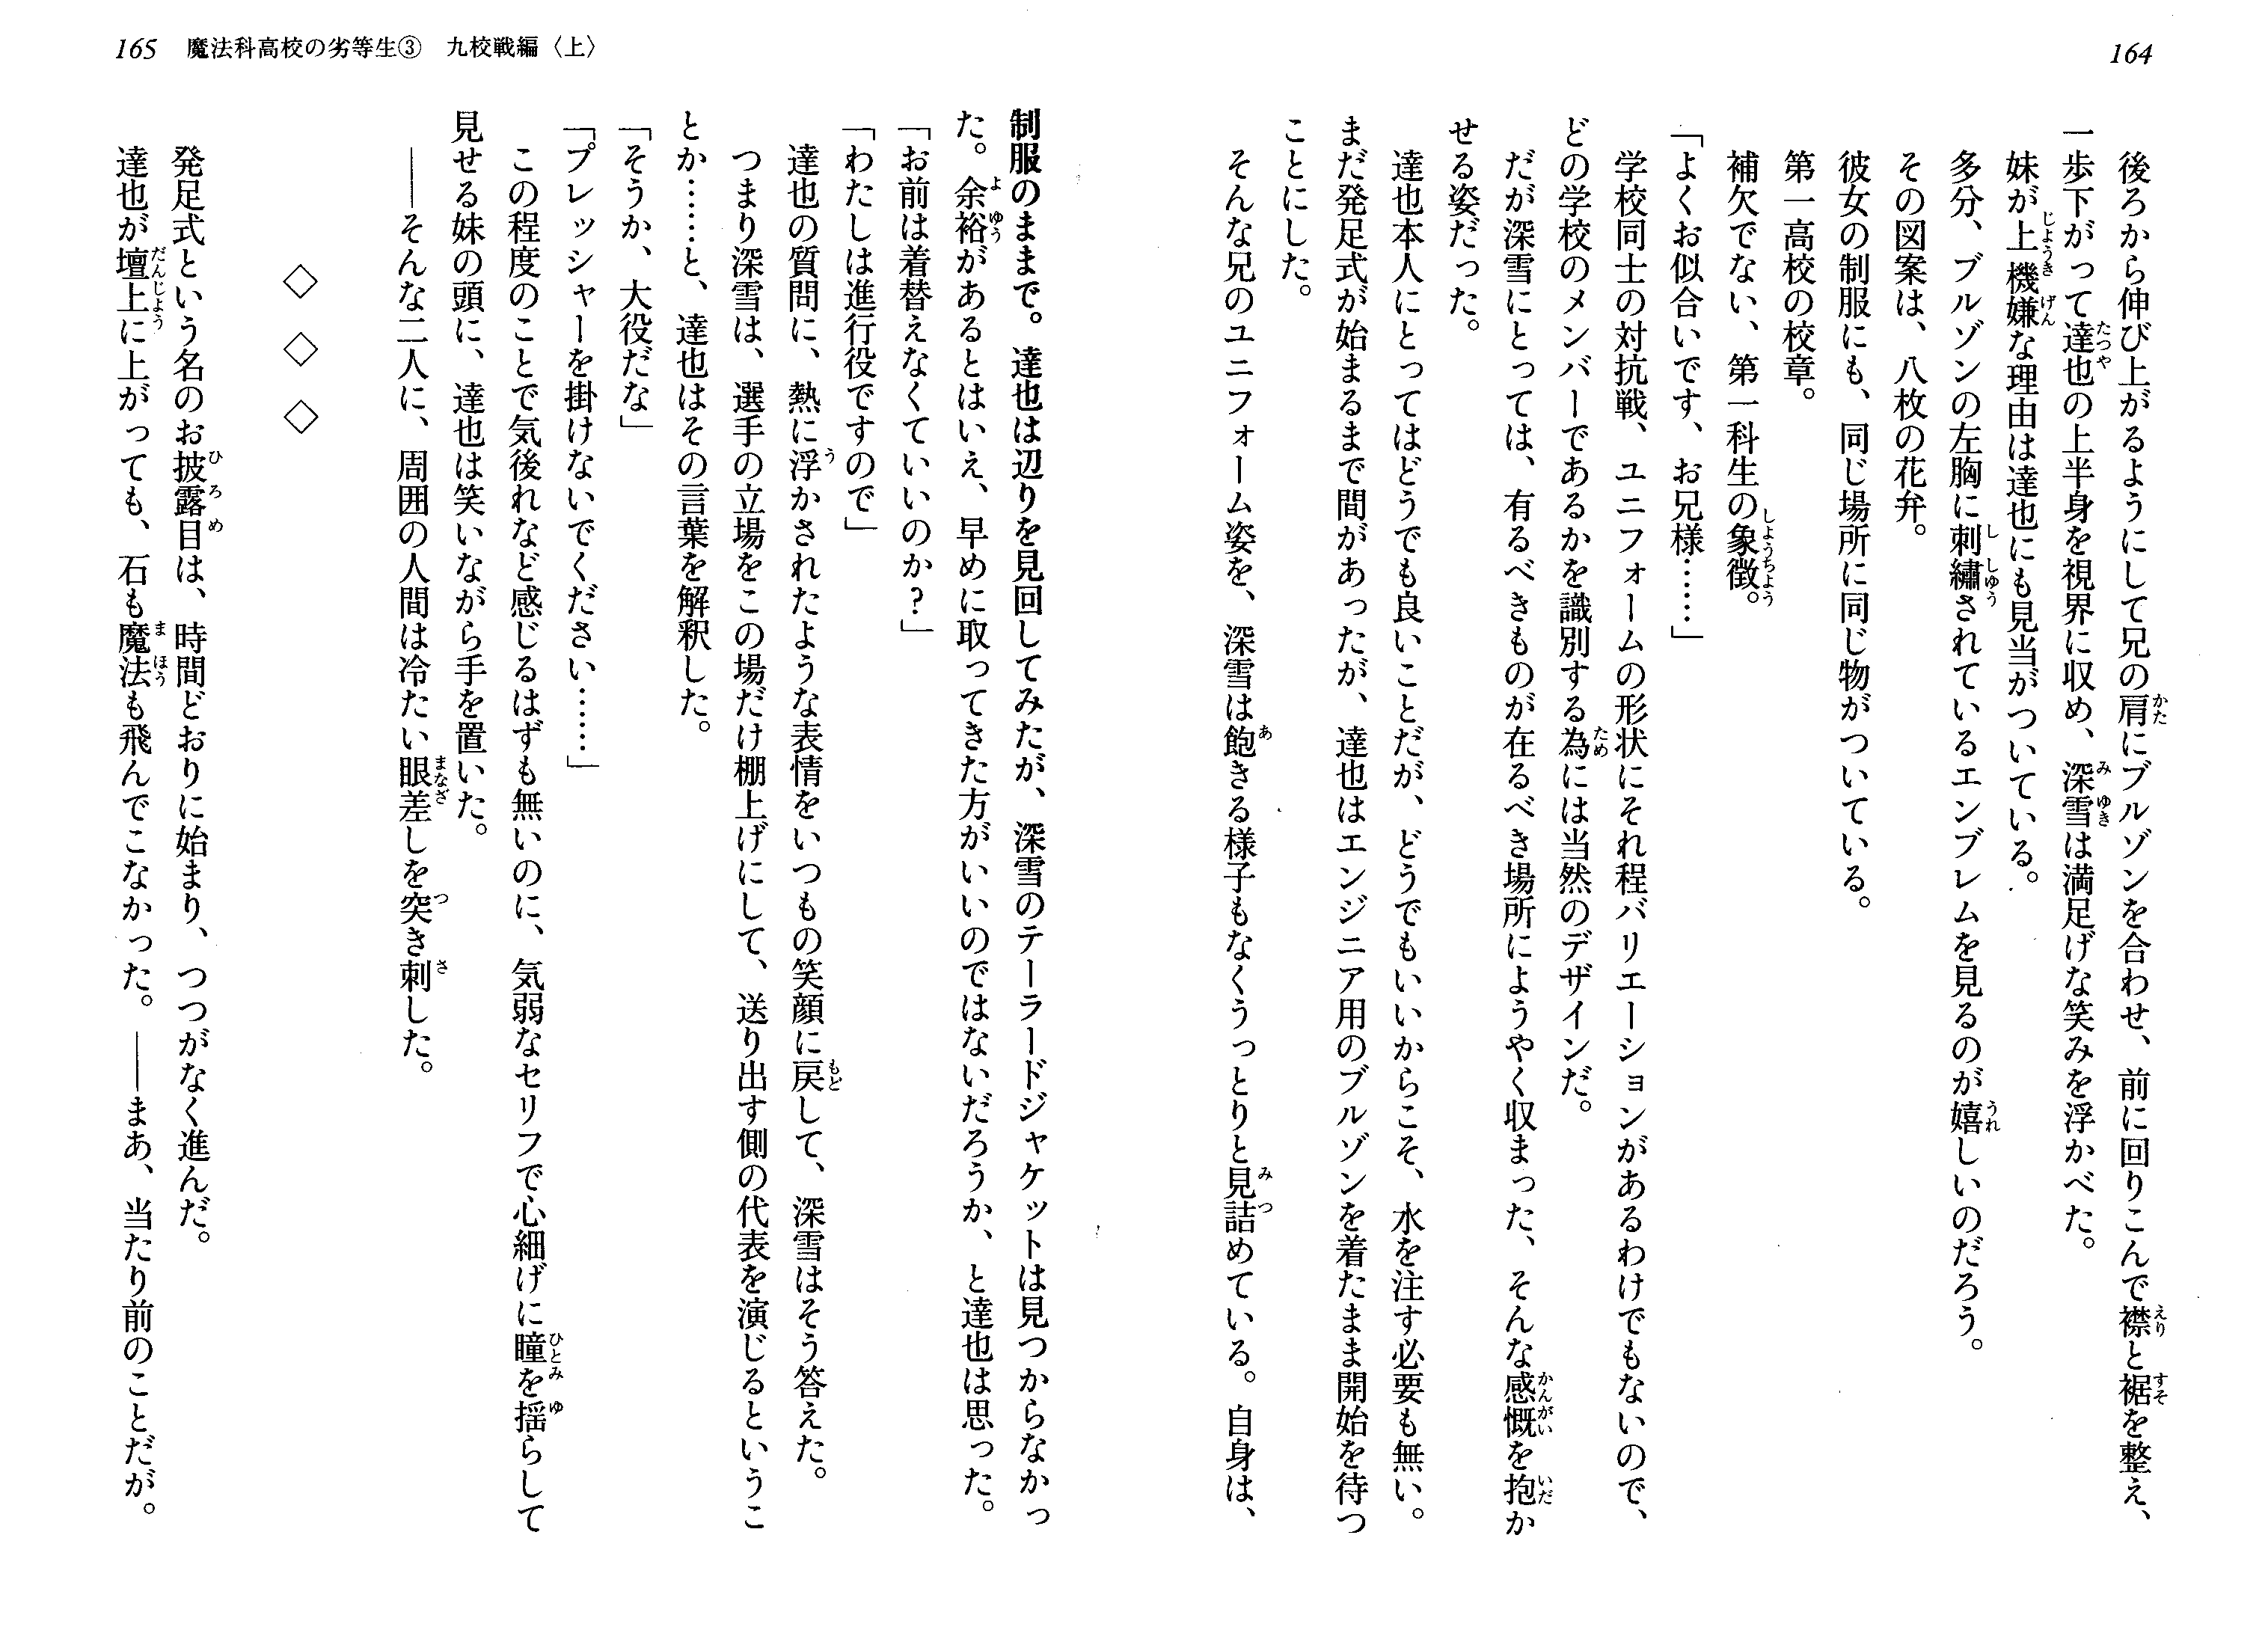 164
後ろから伸び上がるようにして兄の肩にブルゾンを合わせ、前に回りこんで襟と裾を整え、
一歩下がって達也の上半身を視界に収め、深雪は満足げな笑みを浮かべた。
妹が上機嫌な理由は達也にも見当がついている。
多分、ブルゾンの左胸に刺繡されているエンブレムを見るのが嬉しいのだろう。
その図案は、八枚の花弁。
彼女の制服にも、同じ場所に同じ物がついている。
第一高校の校章。
補欠でない、第一科生の象徴。
「よくお似合いです、お兄様……」
学校同士の対抗戦、ユニフォームの形状にそれ程バリエーションがあるわけでもないので、
どの学校のメンバーであるかを識別する為には当然のデザインだ。
だが深雪にとっては、有るべきものが在るべき場所にようやく収まった、そんな感慨を抱か
せる姿だった。
達也本人にとってはどうでも良いことだが、どうでもいいからこそ、水を注す必要も無い。
まだ発足式が始まるまで間があったが、達也はエンジニア用のブルゾンを着たまま開始を待つ
ことにした。
そんな兄のユニフォーム姿を、深雪は飽きる様子もなくうっとりと見詰めている。自身は、
165 魔法科高校の劣等生③ 九校戦編〈上〉
制服のままで。達也は辺りを見回してみたが、深雪のテーラードジャケットは見つからなかっ
た。余裕があるとはいえ、早めに取ってきた方がいいのではないだろうか、と達也は思った。
「お前は着替えなくていいのか?」
「わたしは進行役ですので」
達也の質問に、熱に浮かされたような表情をいつもの笑顔に戻して、深雪はそう答えた。
つまり深雪は、選手の立場をこの場だけ棚上げにして、送り出す側の代表を演じるというこ
とか……と、達也はその言葉を解釈した。
「そうか、大役だな」
「プレッシャーを掛けないでください……」
この程度のことで気後れなど感じるはずも無いのに、気弱なセリフで心細げに瞳を揺らして
見せる妹の頭に、達也は笑いながら手を置いた。
――そんな二人に、周囲の人間は冷たい眼差しを突き刺した。
◇ ◇ ◇
発足式という名のお披露目は、時間どおりに始まり、つつがなく進んだ。
達也が壇上に上がっても、石も魔法も飛んでこなかった。――まあ、当たり前のことだが。